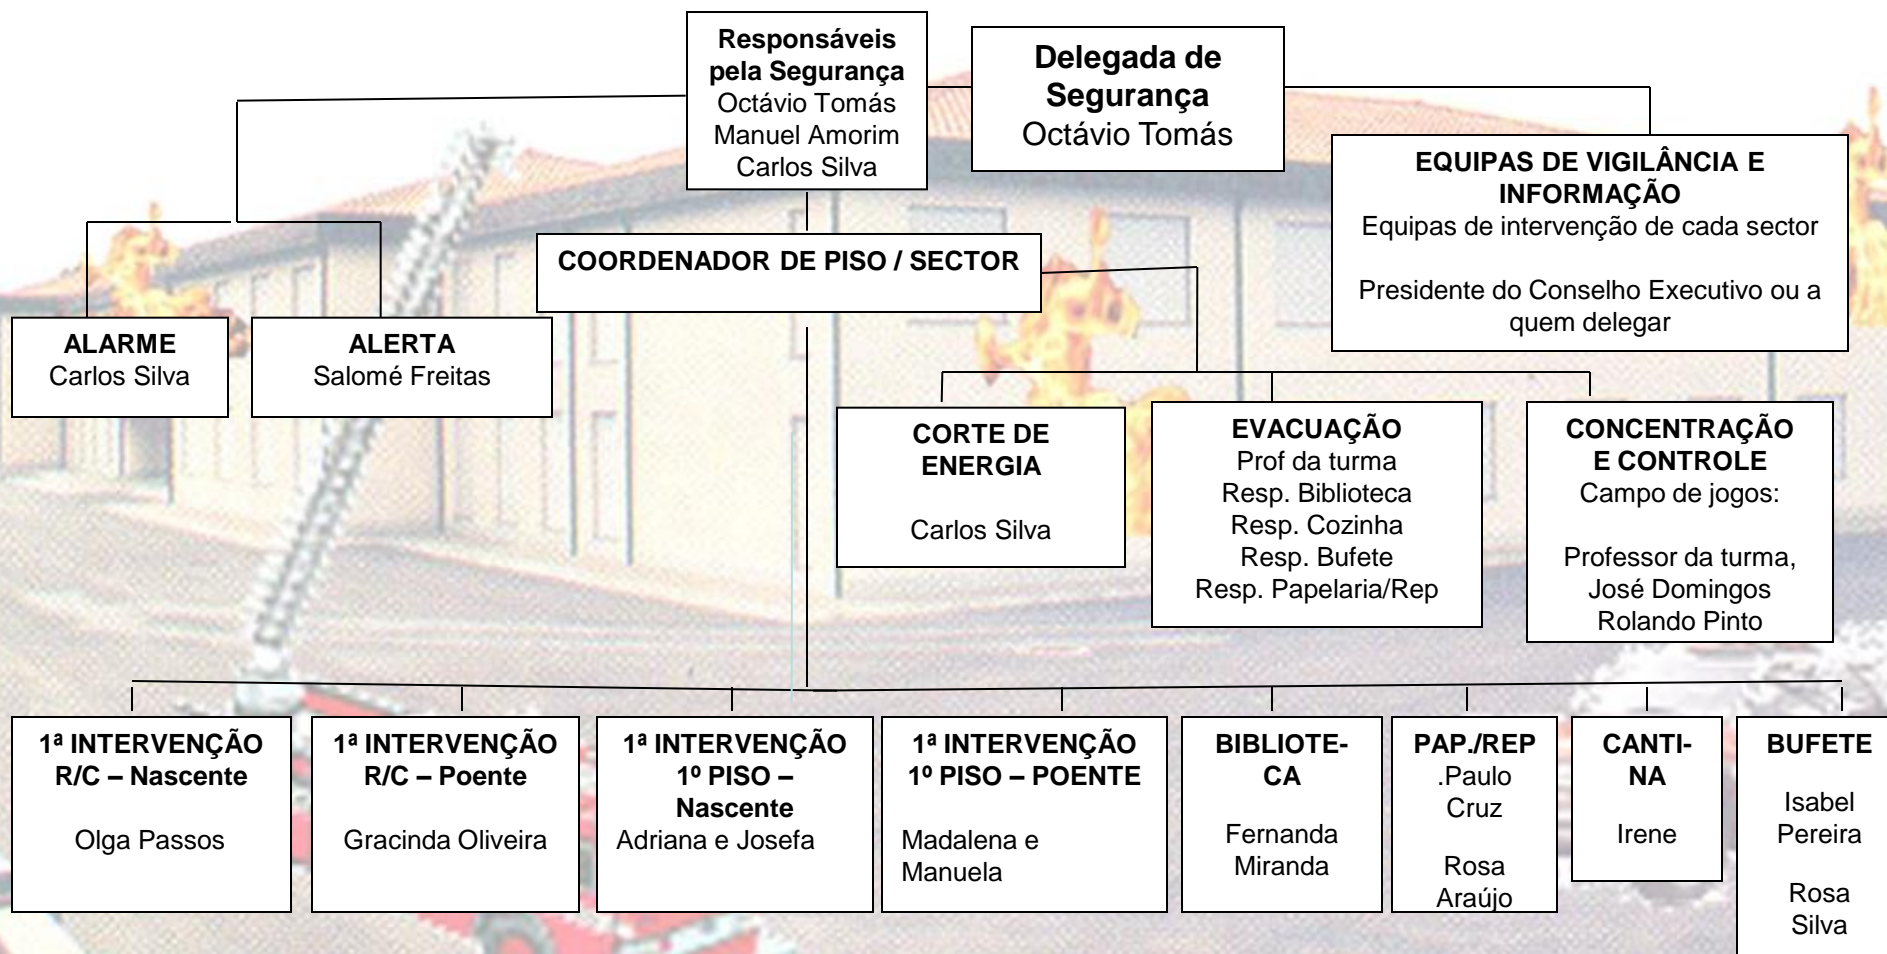 Responsáveis
pela Segurança
Octávio Tomás
Manuel Amorim
Carlos Silva
Delegada de
Segurança
Octávio Tomás
EQUIPAS DE VIGILÂNCIA E
INFORMAÇÃO
Equipas de intervenção de cada sector
Presidente do Conselho Executivo ou a
quem delegar
COORDENADOR DE PISO / SECTOR
ALARME
Carlos Silva
ALERTA
Salomé Freitas
CORTE DE
ENERGIA
Carlos Silva
EVACUAÇÃO
Prof da turma
Resp. Biblioteca
Resp. Cozinha
Resp. Bufete
Resp. Papelaria/Rep
CONCENTRAÇÃO
E CONTROLE
Campo de jogos:
Professor da turma,
José Domingos
Rolando Pinto
1ª INTERVENÇÃO
R/C – Nascente
Olga Passos
1ª INTERVENÇÃO
R/C – Poente
Gracinda Oliveira
1ª INTERVENÇÃO
1º PISO –
Nascente
Adriana e Josefa
1ª INTERVENÇÃO
1º PISO – POENTE
Madalena e
Manuela
BIBLIOTE-
CA
Fernanda
Miranda
PAP./REP
.Paulo
Cruz
Rosa
Araújo
CANTI-
NA
Irene
BUFETE
Isabel
Pereira
Rosa
Silva